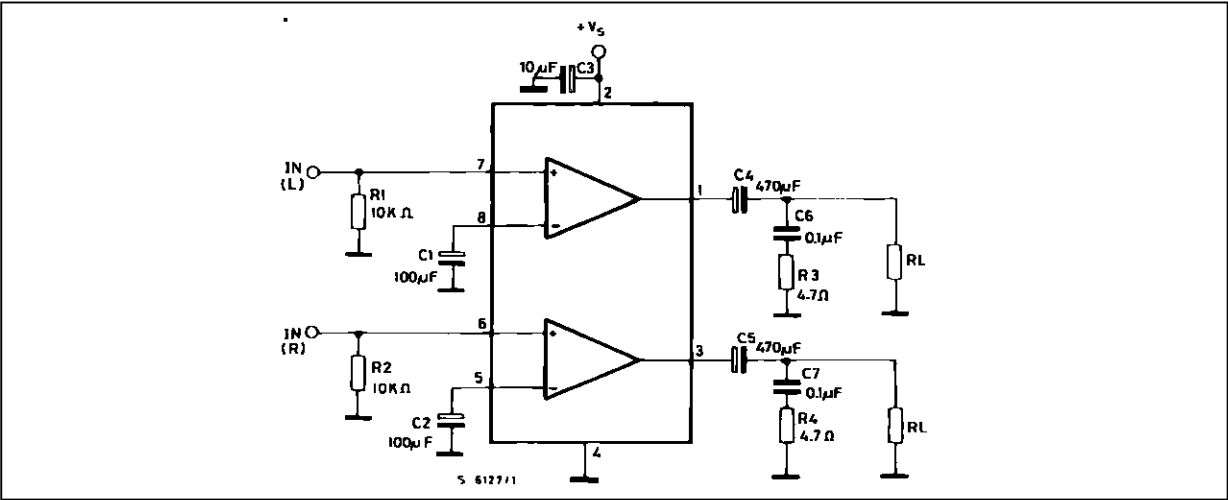 +VS
10µF C3
2
IN
(L)
7
R1
10KΩ
8
C1
100µF
+
−
1
C4 470µF
C6
0.1µF
R3
4.7Ω
RL
IN
(R)
6
R2
10KΩ
5
C2
100µF
+
−
3
C5 470µF
C7
0.1µF
R4
4.7Ω
RL
4
S 6127/1